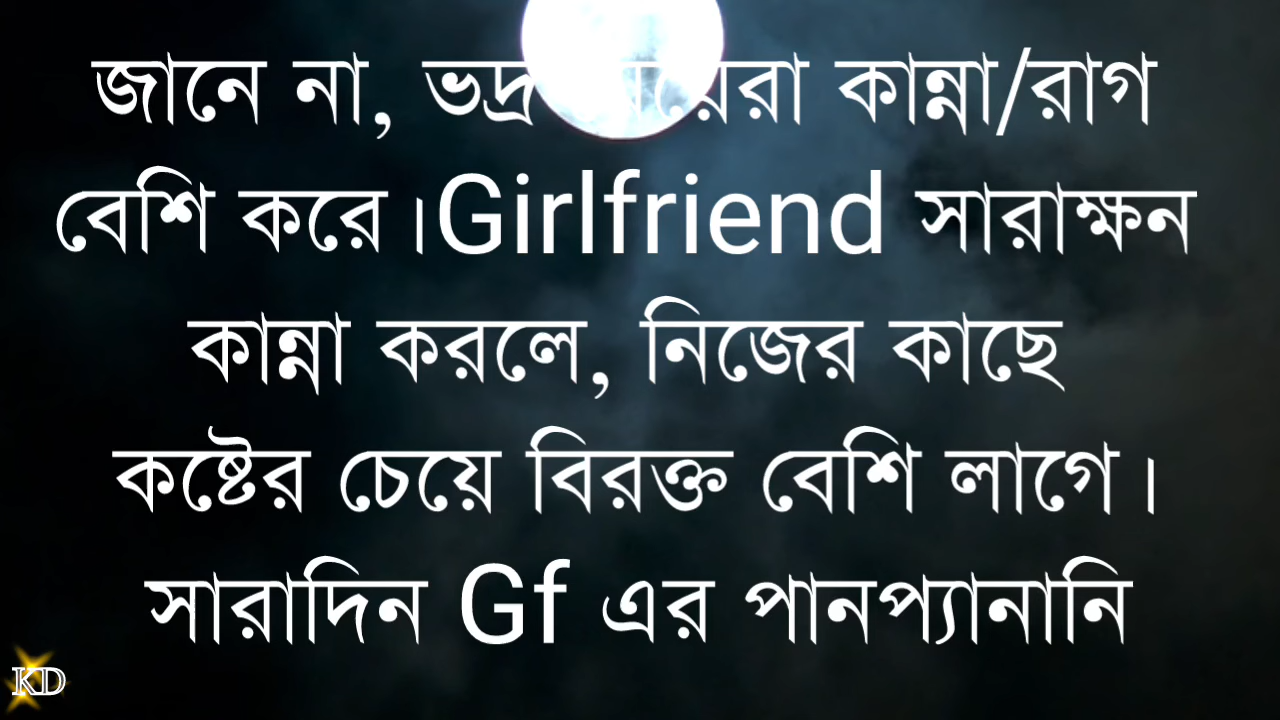 জানে না, ভদ্র মেয়েরা কান্না/রাগ
বেশি করে।Girlfriend সারাক্ষন
কান্না করলে, নিজের কাছে
কষ্টের চেয়ে বিরক্ত বেশি লাগে।
সারাদিন Gf এর পানপ্যানানি
KD